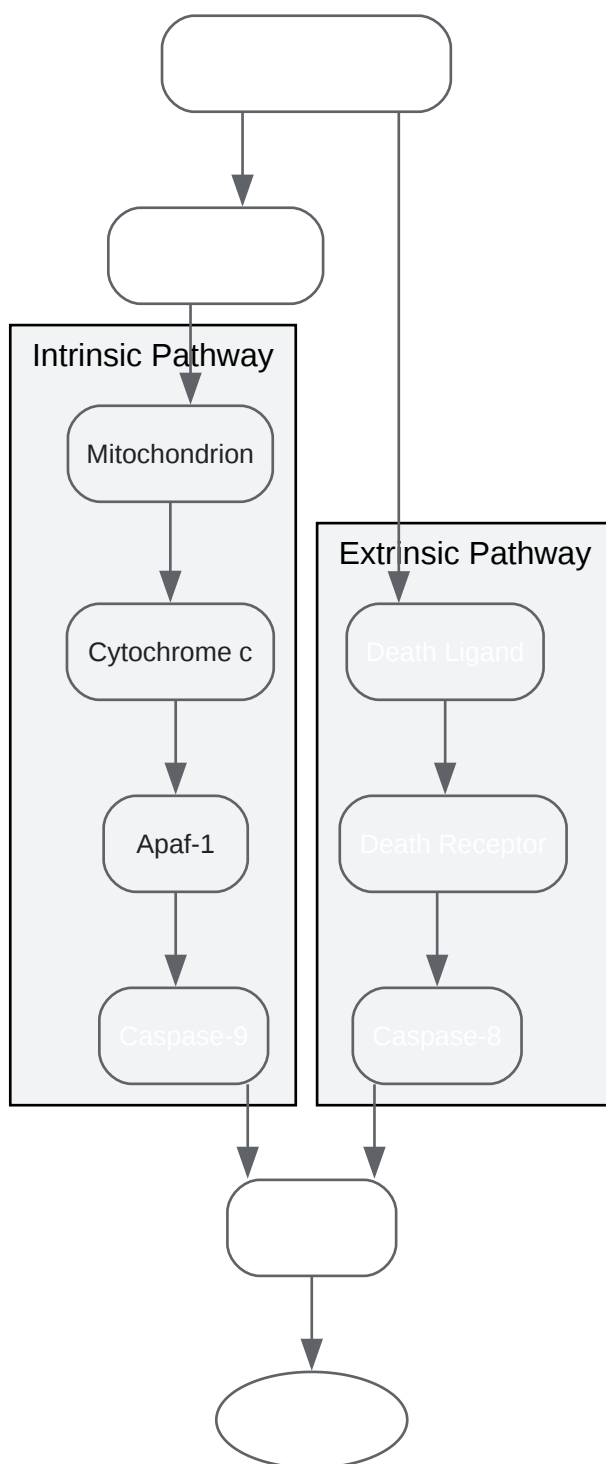 Intrinsic Pathway
Mitochondrion
Cytochrome c
Apaf-1
Caspase-9
Extrinsic Pathway
Death Ligand
Death Receptor
Caspase-8